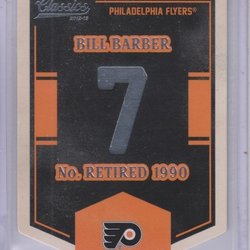 Classics
2012-13
PHILADELPHIA FLYERS®
BILL BARBER
7
No. RETIRED 1990